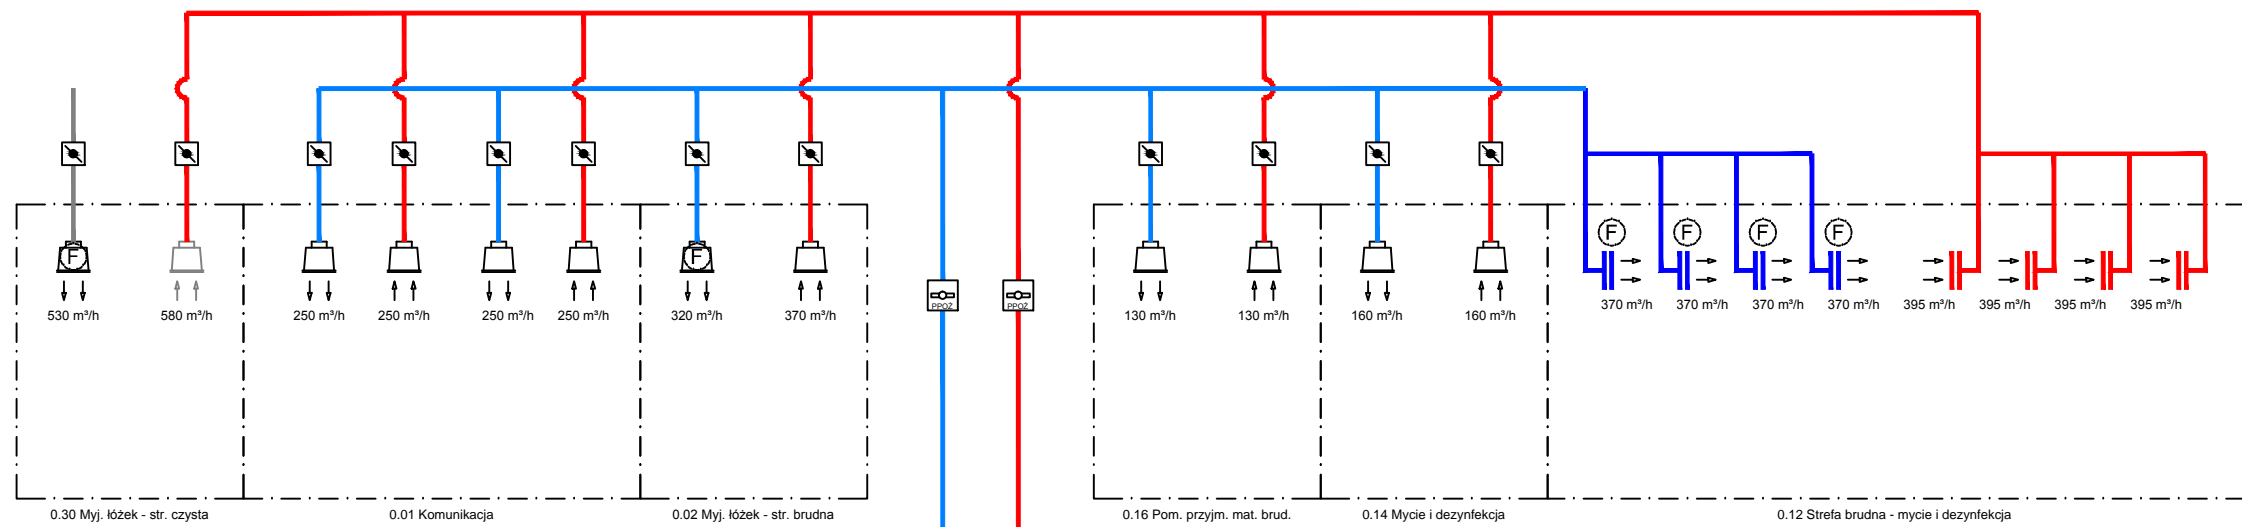 F F F F
F F
370 m³/h 370 m³/h 370 m³/h 370 m³/h 395 m³/h 395 m³/h 395 m³/h 395 m³/h
PPOŻ PPOŻ
530 m³/h 580 m³/h 250 m³/h 250 m³/h 250 m³/h 250 m³/h 320 m³/h 370 m³/h 130 m³/h 130 m³/h 160 m³/h 160 m³/h
0.30 Myj. łóżek - str. czysta
0.01 Komunikacja
0.02 Myj. łóżek - str. brudna
0.16 Pom. przyjm. mat. brud.
0.14 Mycie i dezynfekcja
0.12 Strefa brudna - mycie i dezynfekcja